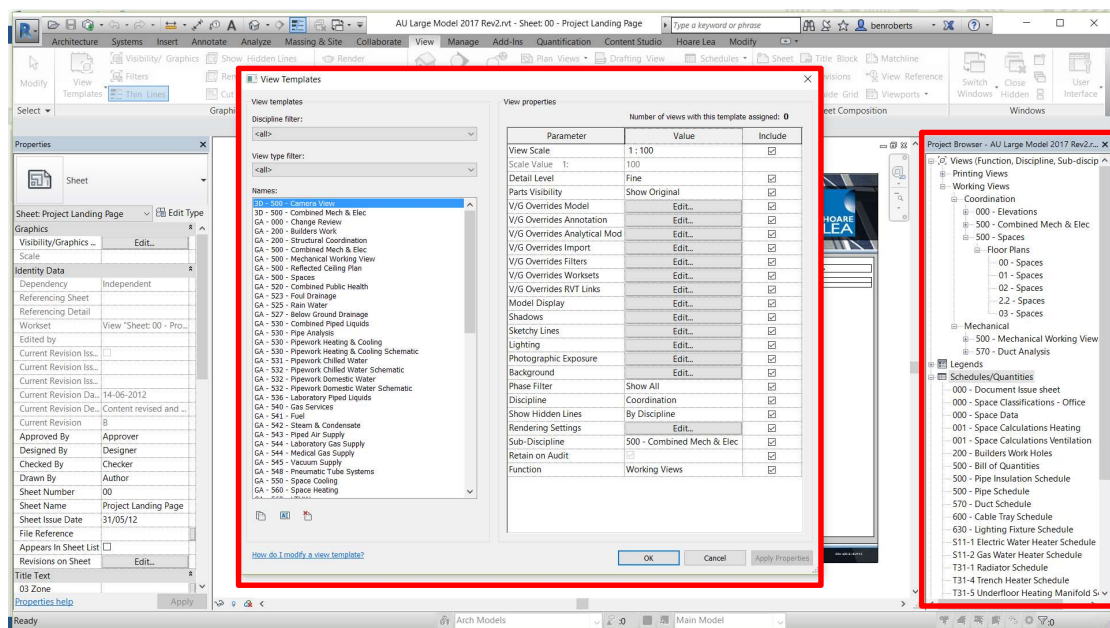 AU Large Model 2017 Rev2.rvt - Sheet: 00 - Project Landing Page
Type a keyword or phrase
benroberts
Architecture Systems Insert Annotate Analyze Massing & Site Collaborate View Manage Add-Ins Quantification Content Studio Hoare Lea Modify
Modify
View Templates
Visibility/ Graphics
Filters
Thin Lines
Show Hidden Lines
Render
Plan Views
Drafting View
Schedules
Sheet
Title Block
Matchline
View Reference
Viewports
Switch Windows
Close Hidden
User Interface
Select
Windows
Properties
Sheet
Sheet: Project Landing Page
Edit Type
Graphics
Visibility/Graphics ... Edit...
Scale
Identity Data
Dependency Independent
Referencing Sheet
Referencing Detail
Workset View "Sheet: 00 - Pro...
Edited by
Current Revision Iss...
Current Revision Iss...
Current Revision Iss...
Current Revision Da... 14-06-2012
Current Revision De... Content revised and ...
Current Revision B
Approved By Approver
Designed By Designer
Checked By Checker
Drawn By Author
Sheet Number 00
Sheet Name Project Landing Page
Sheet Issue Date 31/05/12
File Reference
Appears In Sheet List
Revisions on Sheet Edit...
Title Text
03 Zone
Properties help Apply
View Templates
View templates
Discipline filter:
<all>
View type filter:
<all>
Names:
3D - 500 - Camera View
3D - 500 - Combined Mech & Elec
GA - 000 - Change Review
GA - 200 - Builders Work
GA - 200 - Structural Coordination
GA - 500 - Combined Mech & Elec
GA - 500 - Mechanical Working View
GA - 500 - Reflected Ceiling Plan
GA - 500 - Spaces
GA - 520 - Combined Public Health
GA - 523 - Foul Drainage
GA - 525 - Rain Water
GA - 527 - Below Ground Drainage
GA - 530 - Combined Piped Liquids
GA - 530 - Pipe Analysis
GA - 530 - Pipework Heating & Cooling
GA - 530 - Pipework Heating & Cooling Schematic
GA - 531 - Pipework Chilled Water
GA - 532 - Pipework Chilled Water Schematic
GA - 532 - Pipework Domestic Water
GA - 532 - Pipework Domestic Water Schematic
GA - 536 - Laboratory Piped Liquids
GA - 540 - Gas Services
GA - 541 - Fuel
GA - 542 - Steam & Condensate
GA - 543 - Piped Air Supply
GA - 544 - Laboratory Gas Supply
GA - 544 - Medical Gas Supply
GA - 545 - Vacuum Supply
GA - 548 - Pneumatic Tube Systems
GA - 550 - Space Cooling
GA - 560 - Space Heating
How do I modify a view template?
View properties
Number of views with this template assigned: 0
Parameter Value Include
View Scale 1 : 100
Scale Value 1: 100
Detail Level Fine
Parts Visibility Show Original
V/G Overrides Model Edit...
V/G Overrides Annotation Edit...
V/G Overrides Analytical Mod Edit...
V/G Overrides Import Edit...
V/G Overrides Filters Edit...
V/G Overrides Worksets Edit...
V/G Overrides RVT Links Edit...
Model Display Edit...
Shadows Edit...
Sketchy Lines Edit...
Lighting Edit...
Photographic Exposure Edit...
Background Edit...
Phase Filter Show All
Discipline Coordination
Show Hidden Lines By Discipline
Rendering Settings Edit...
Sub-Discipline 500 - Combined Mech & Elec
Retain on Audit
Function Working Views
OK Cancel Apply Properties
HOARE
LEA
Project Browser - AU Large Model 2017 Rev2.r...
Views (Function, Discipline, Sub-discip
Printing Views
Working Views
Coordination
000 - Elevations
500 - Combined Mech & Elec
500 - Spaces
Floor Plans
00 - Spaces
01 - Spaces
02 - Spaces
2.2 - Spaces
03 - Spaces
Mechanical
500 - Mechanical Working View
570 - Duct Analysis
Legends
Schedules/Quantities
000 - Document Issue sheet
000 - Space Classifications - Office
000 - Space Data
001 - Space Calculations Heating
001 - Space Calculations Ventilation
200 - Builders Work Holes
500 - Bill of Quantities
500 - Pipe Insulation Schedule
500 - Pipe Schedule
570 - Duct Schedule
600 - Cable Tray Schedule
630 - Lighting Fixture Schedule
S11-1 Electric Water Heater Schedule
S11-2 Gas Water Heater Schedule
T31-1 Radiator Schedule
T31-4 Trench Heater Schedule
T31-5 Underfloor Heating Manifold S
Ready
Arch Models
:0
Main Model
:0